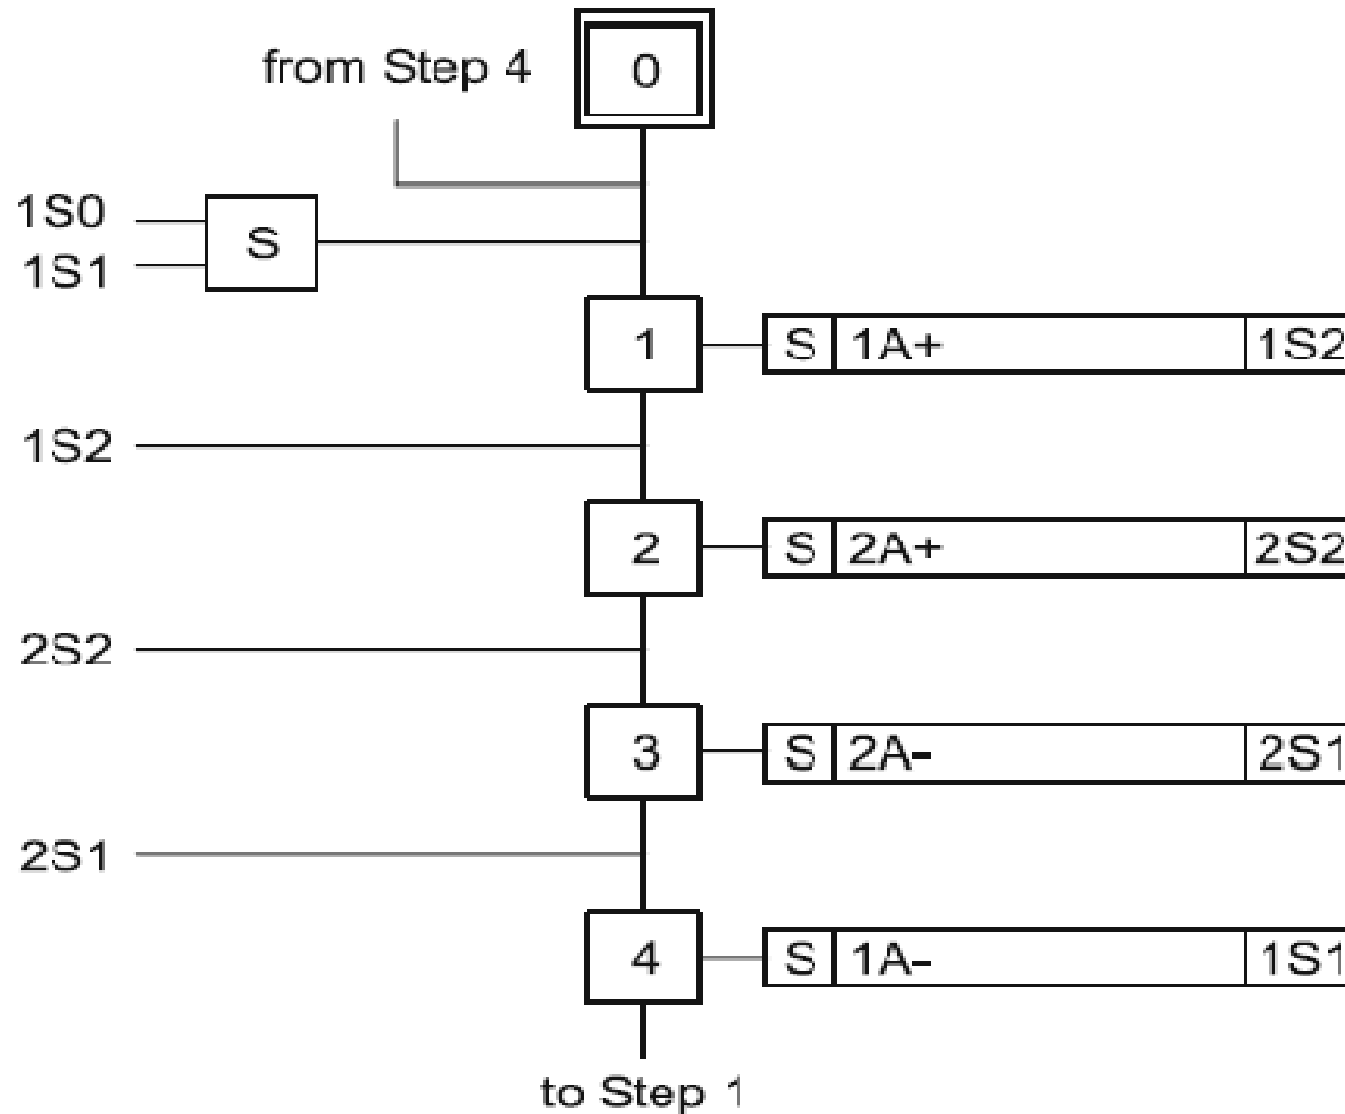 from Step 4
0
1S0
1S1
S
1
S 1A+ 1S2
1S2
2
S 2A+ 2S2
2S2
3
S 2A- 2S1
2S1
4
S 1A- 1S1
to Step 1